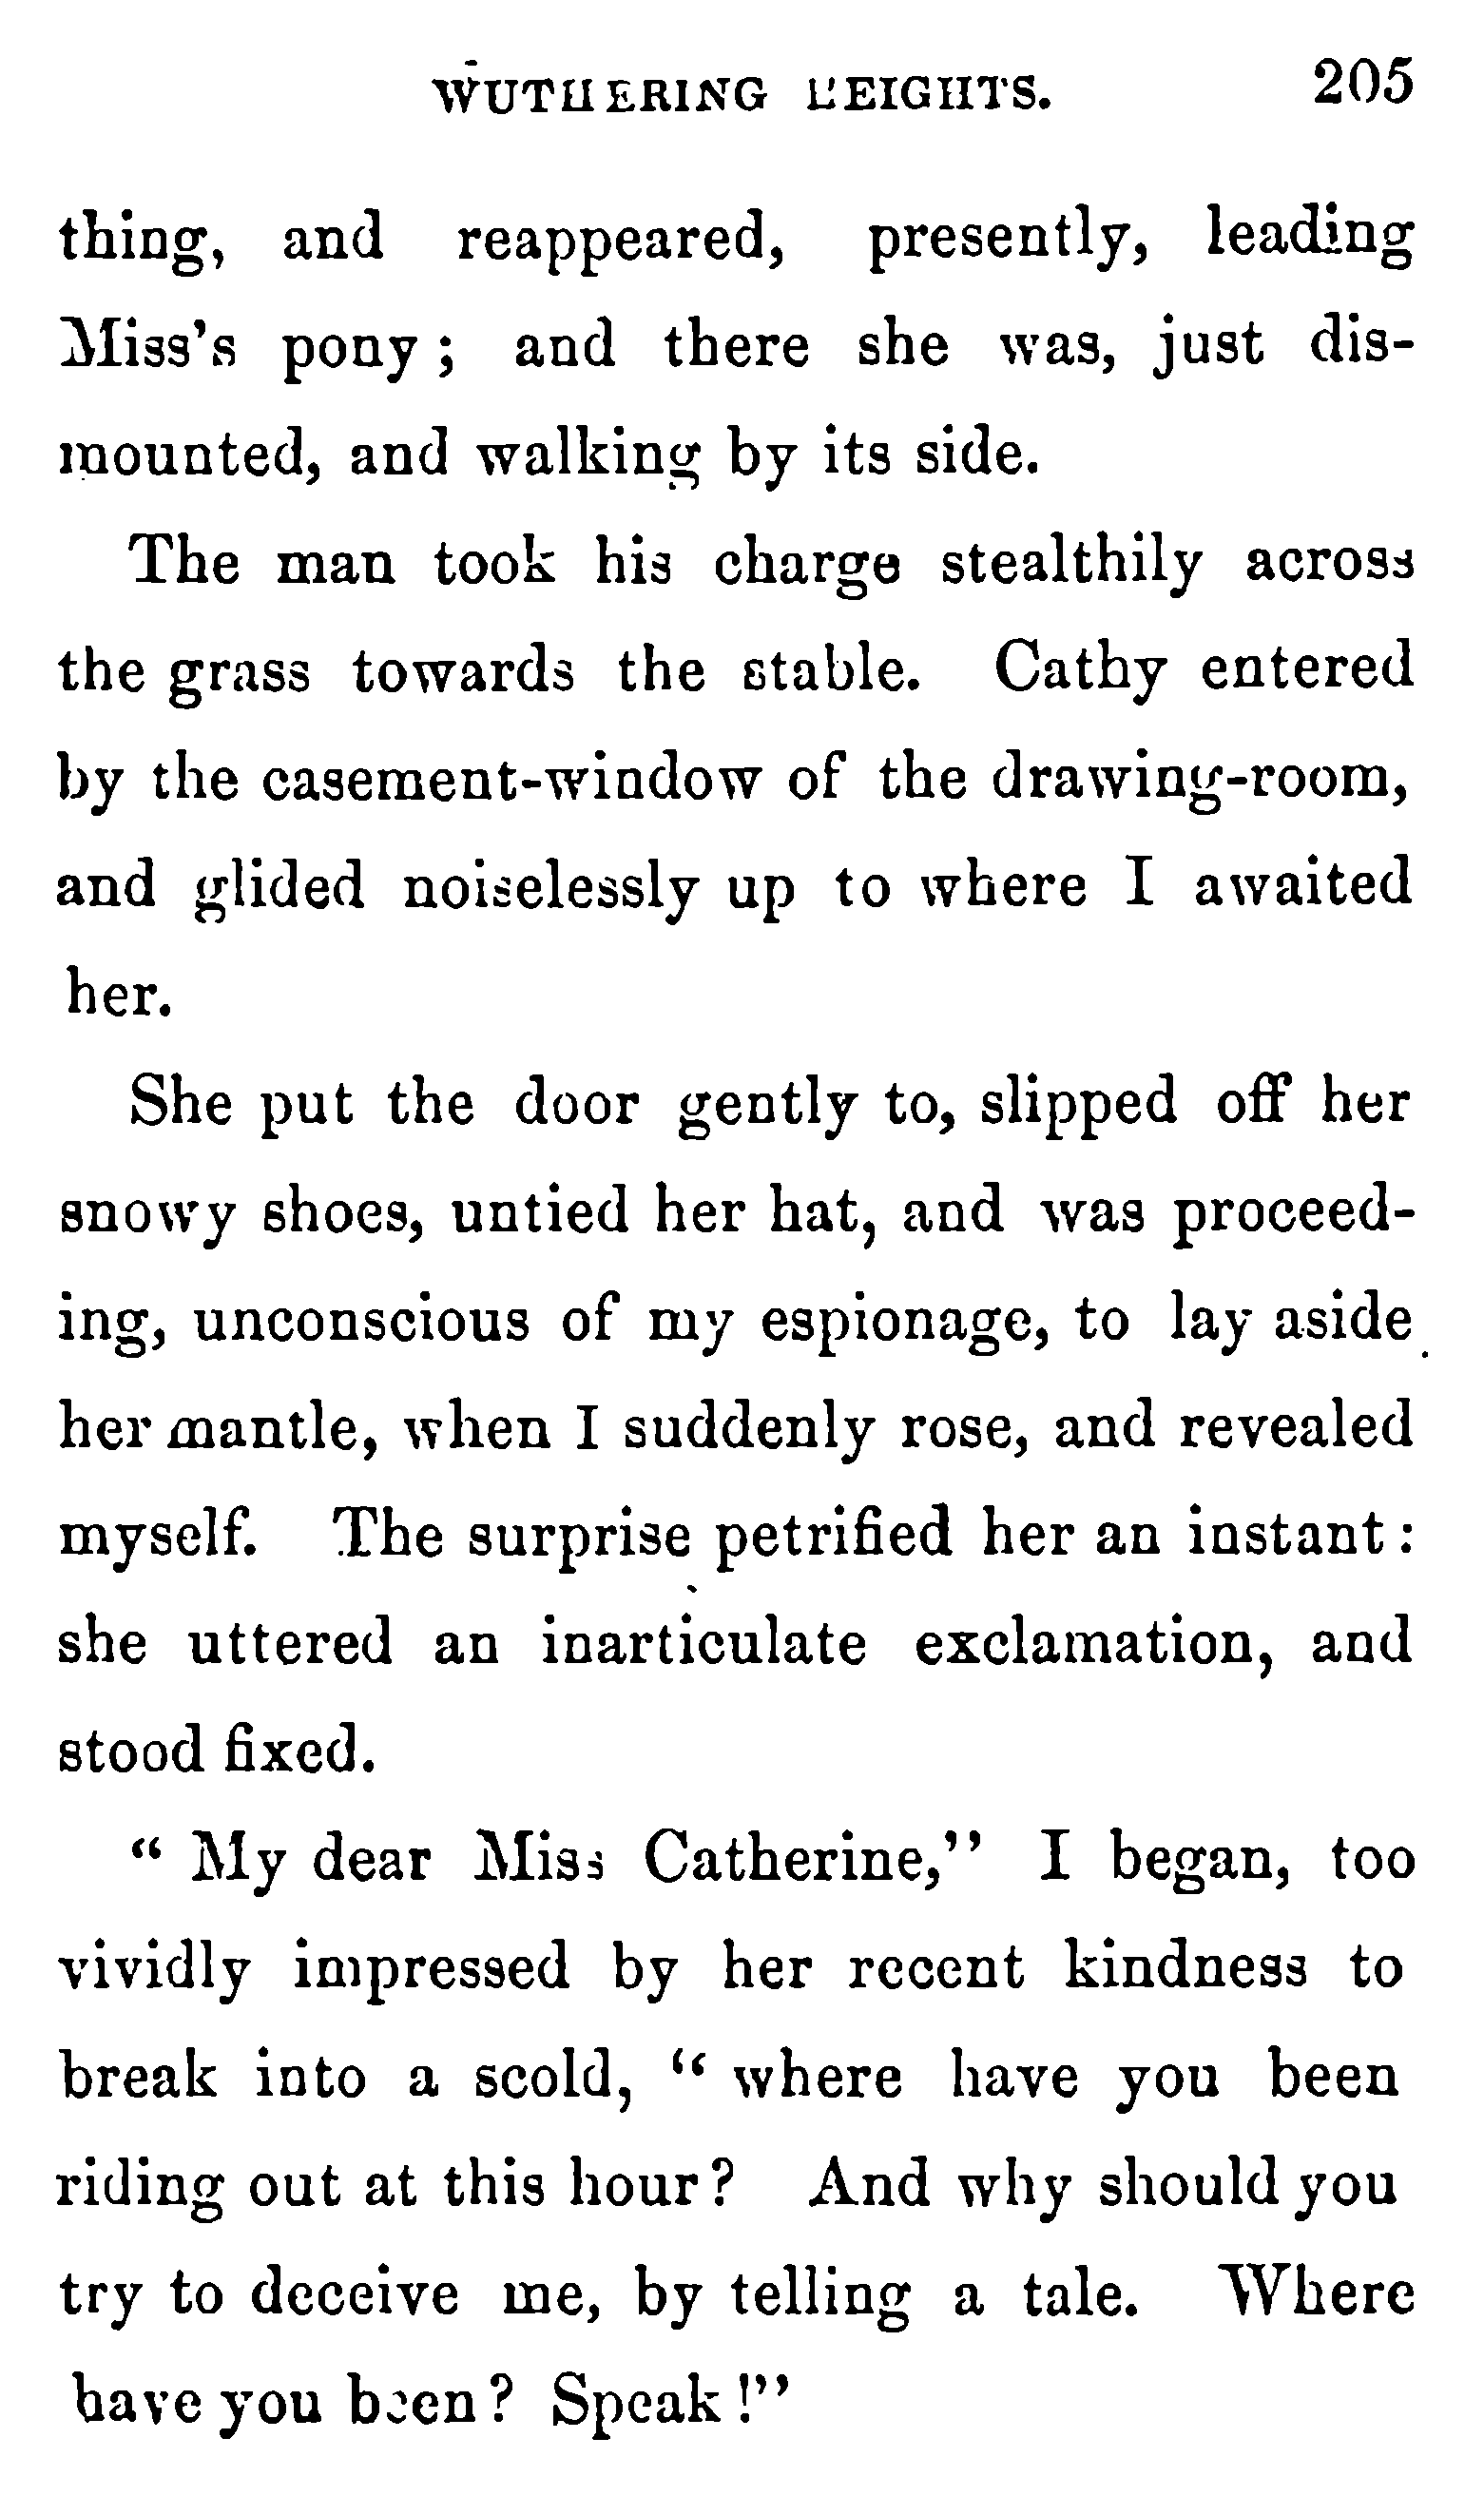 WUTHERING HEIGHTS. 205
thing, and reappeared, presently, leading
Miss's pony; and there she was, just dis-
mounted, and walking by its side.
The man took his charge stealthily across
the grass towards the stable. Cathy entered
by the casement-window of the drawing-room,
and glided noiselessly up to where I awaited
her.
She put the door gently to, slipped off her
snowy shoes, untied her hat, and was proceed-
ing, unconscious of my espionage, to lay aside
her mantle, when I suddenly rose, and revealed
myself. The surprise petrified her an instant:
she uttered an inarticulate exclamation, and
stood fixed.
"My dear Miss Catherine," I began, too
vividly impressed by her recent kindness to
break into a scold, "where have you been
riding out at this hour? And why should you
try to deceive me, by telling a tale. Where
have you been? Speak!"